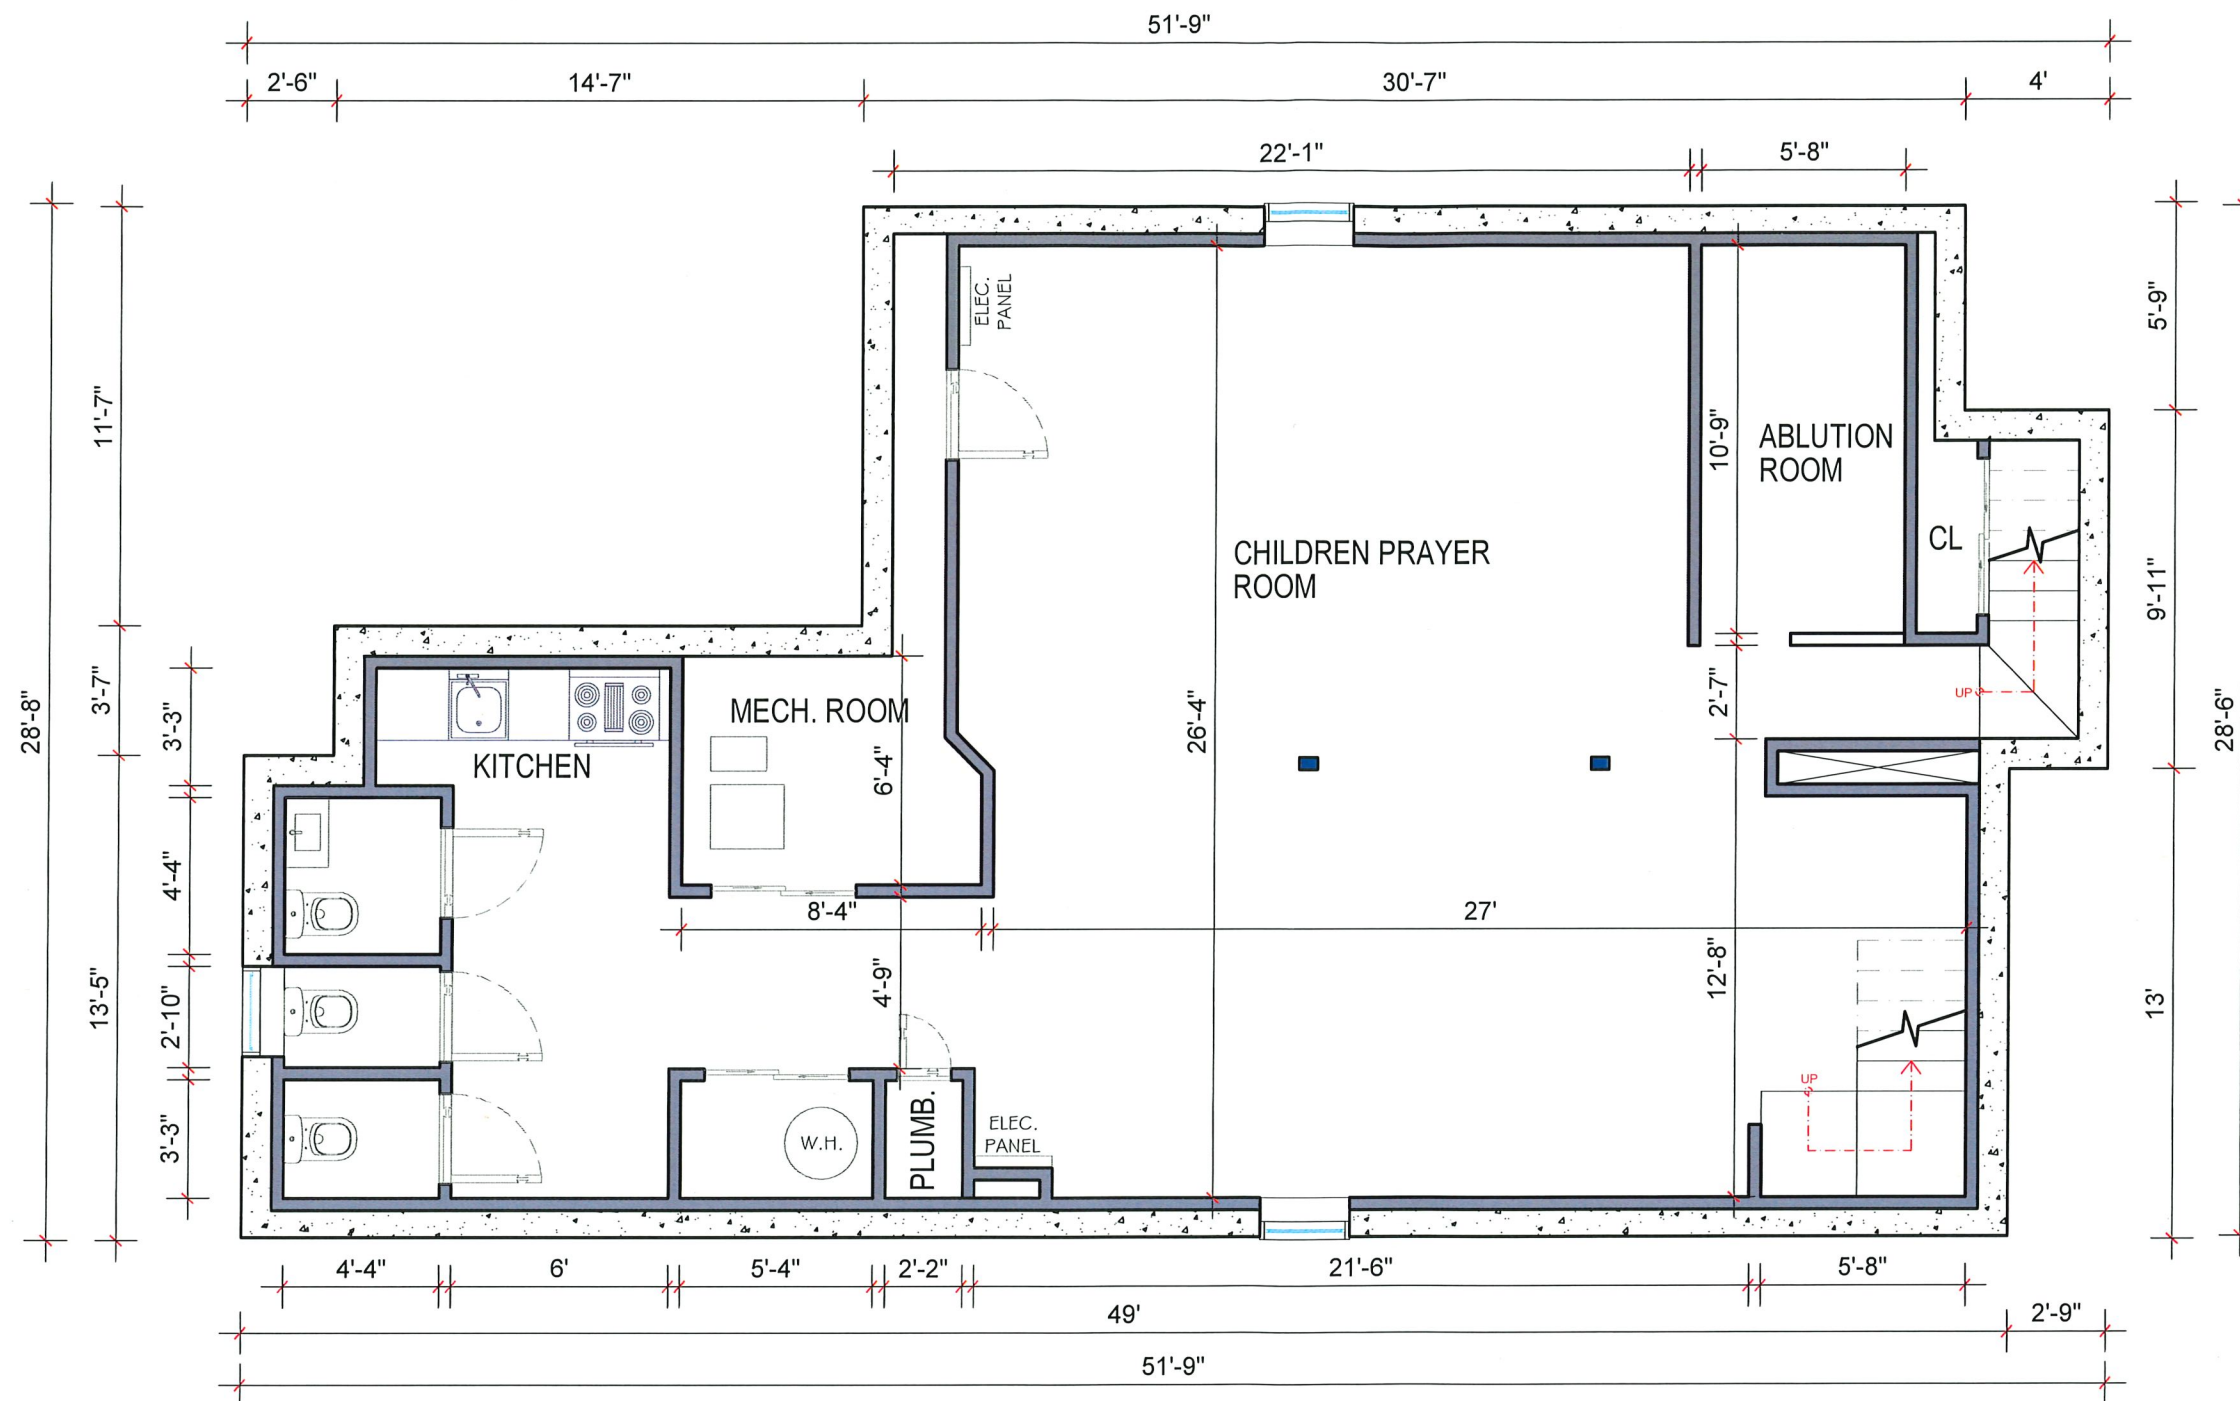 51'-9"
2'-6" 14'-7" 30'-7" 4'
22'-1" 5'-8"
ELEC.
PANEL
5'-9"
11'-7"
10'-9"
ABLUTION
ROOM
CL
CHILDREN PRAYER
ROOM
9'-11"
28'-8"
3'-7"
3'-3"
MECH. ROOM
KITCHEN
6'-4"
26'-4"
2'-7"
UP
28'-6"
4'-4"
8'-4"
27'
13'-5"
2'-10"
4'-9"
12'-8"
13'
UP
3'-3"
W.H.
PLUMB.
ELEC.
PANEL
4'-4" 6' 5'-4" 2'-2" 21'-6" 5'-8"
49' 2'-9"
51'-9"